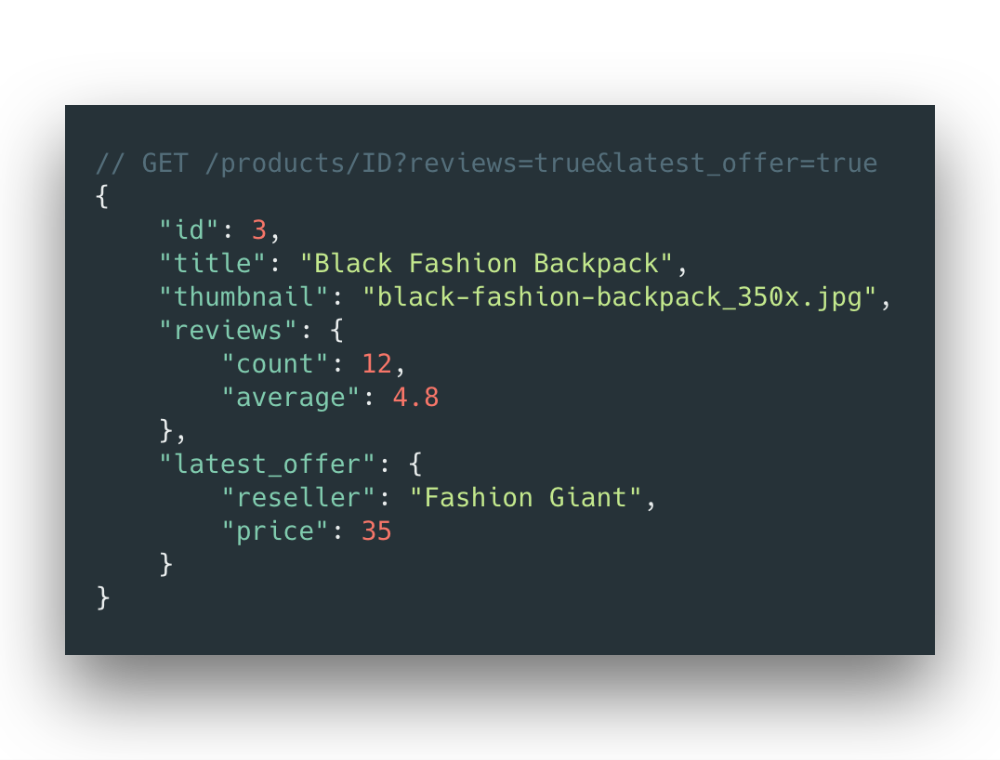 // GET /products/ID?reviews=true&latest_offer=true
{
    "id": 3,
    "title": "Black Fashion Backpack",
    "thumbnail": "black-fashion-backpack_350x.jpg",
    "reviews": {
        "count": 12,
        "average": 4.8
    },
    "latest_offer": {
        "reseller": "Fashion Giant",
        "price": 35
    }
}